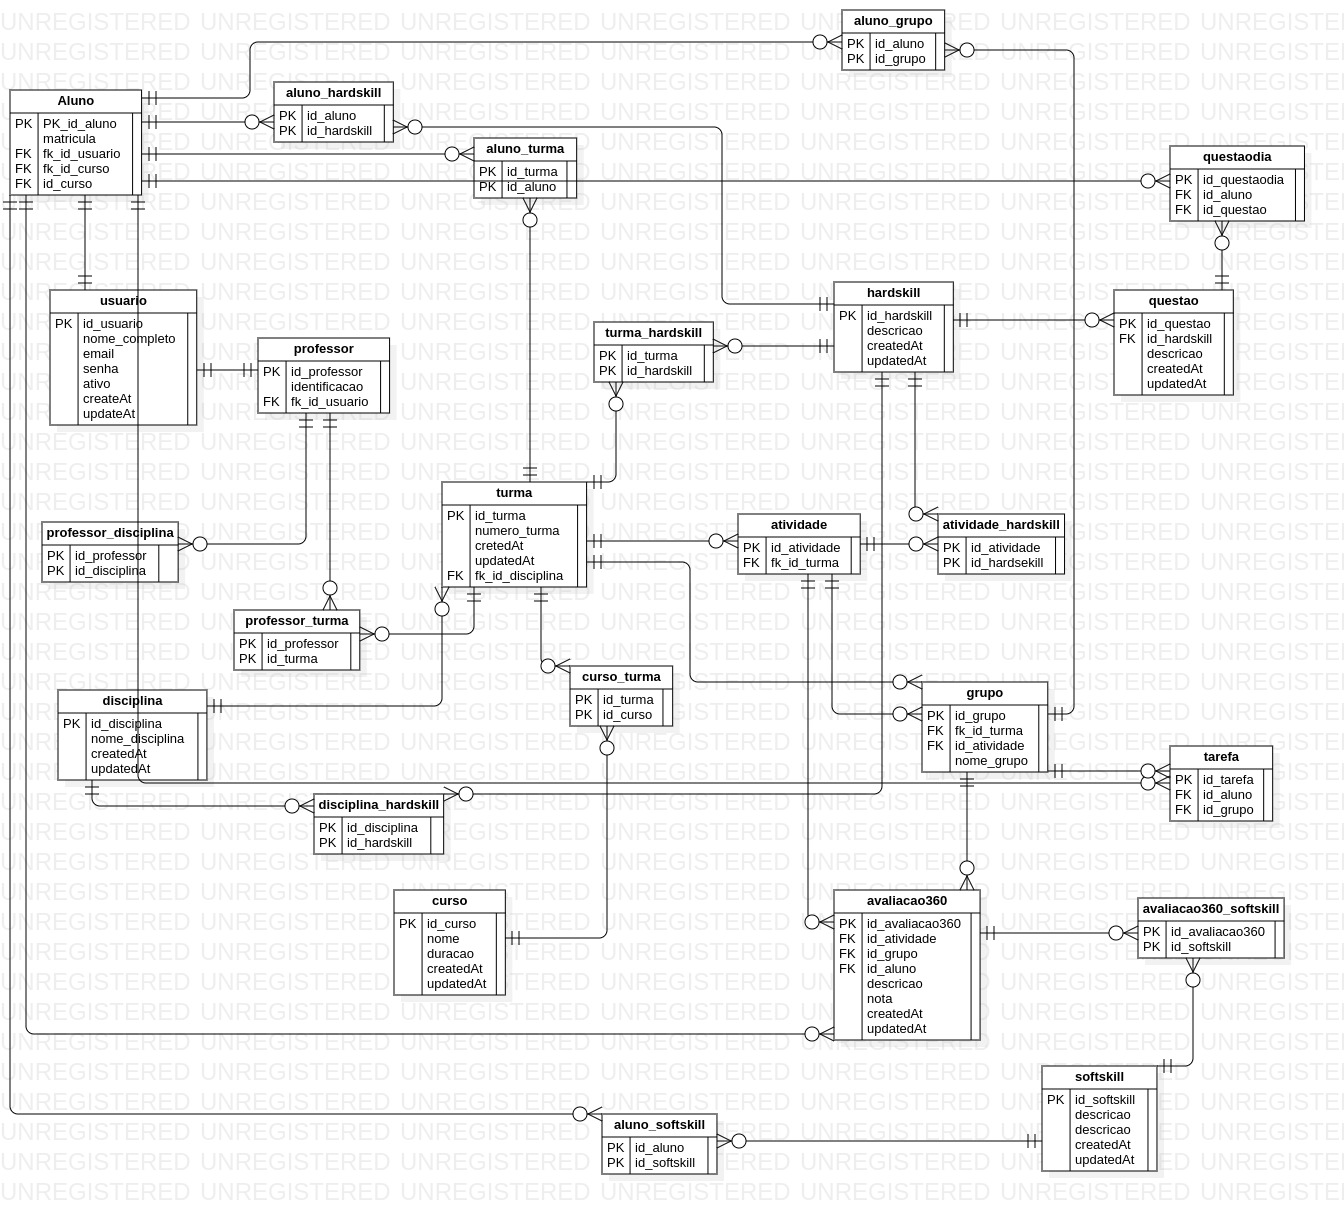 aluno_grupo
PK id_aluno
PK id_grupo
Aluno
PK PK_id_aluno
matricula
FK fk_id_usuario
FK fk_id_curso
FK id_curso
aluno_hardskill
PK id_aluno
PK id_hardskill
aluno_turma
PK id_turma
PK id_aluno
questaodia
PK id_questaodia
FK id_aluno
FK id_questao
usuario
PK id_usuario
nome_completo
email
senha
ativo
createAt
updateAt
professor
PK id_professor
identificacao
FK fk_id_usuario
turma_hardskill
PK id_turma
PK id_hardskill
hardskill
PK id_hardskill
descricao
createdAt
updatedAt
questao
PK id_questao
FK id_hardskill
descricao
createdAt
updatedAt
professor_disciplina
PK id_professor
PK id_disciplina
turma
PK id_turma
numero_turma
cretedAt
updatedAt
FK fk_id_disciplina
atividade
PK id_atividade
FK fk_id_turma
atividade_hardskill
PK id_atividade
PK id_hardsekill
professor_turma
PK id_professor
PK id_turma
curso_turma
PK id_turma
PK id_curso
disciplina
PK id_disciplina
nome_disciplina
createdAt
updatedAt
grupo
PK id_grupo
FK fk_id_turma
FK id_atividade
nome_grupo
tarefa
PK id_tarefa
FK id_aluno
FK id_grupo
disciplina_hardskill
PK id_disciplina
PK id_hardskill
curso
PK id_curso
nome
duracao
createdAt
updatedAt
avaliacao360
PK id_avaliacao360
FK id_atividade
FK id_grupo
FK id_aluno
descricao
nota
createdAt
updatedAt
avaliacao360_softskill
PK id_avaliacao360
PK id_softskill
softskill
PK id_softskill
descricao
descricao
createdAt
updatedAt
aluno_softskill
PK id_aluno
PK id_softskill
UNREGISTERED